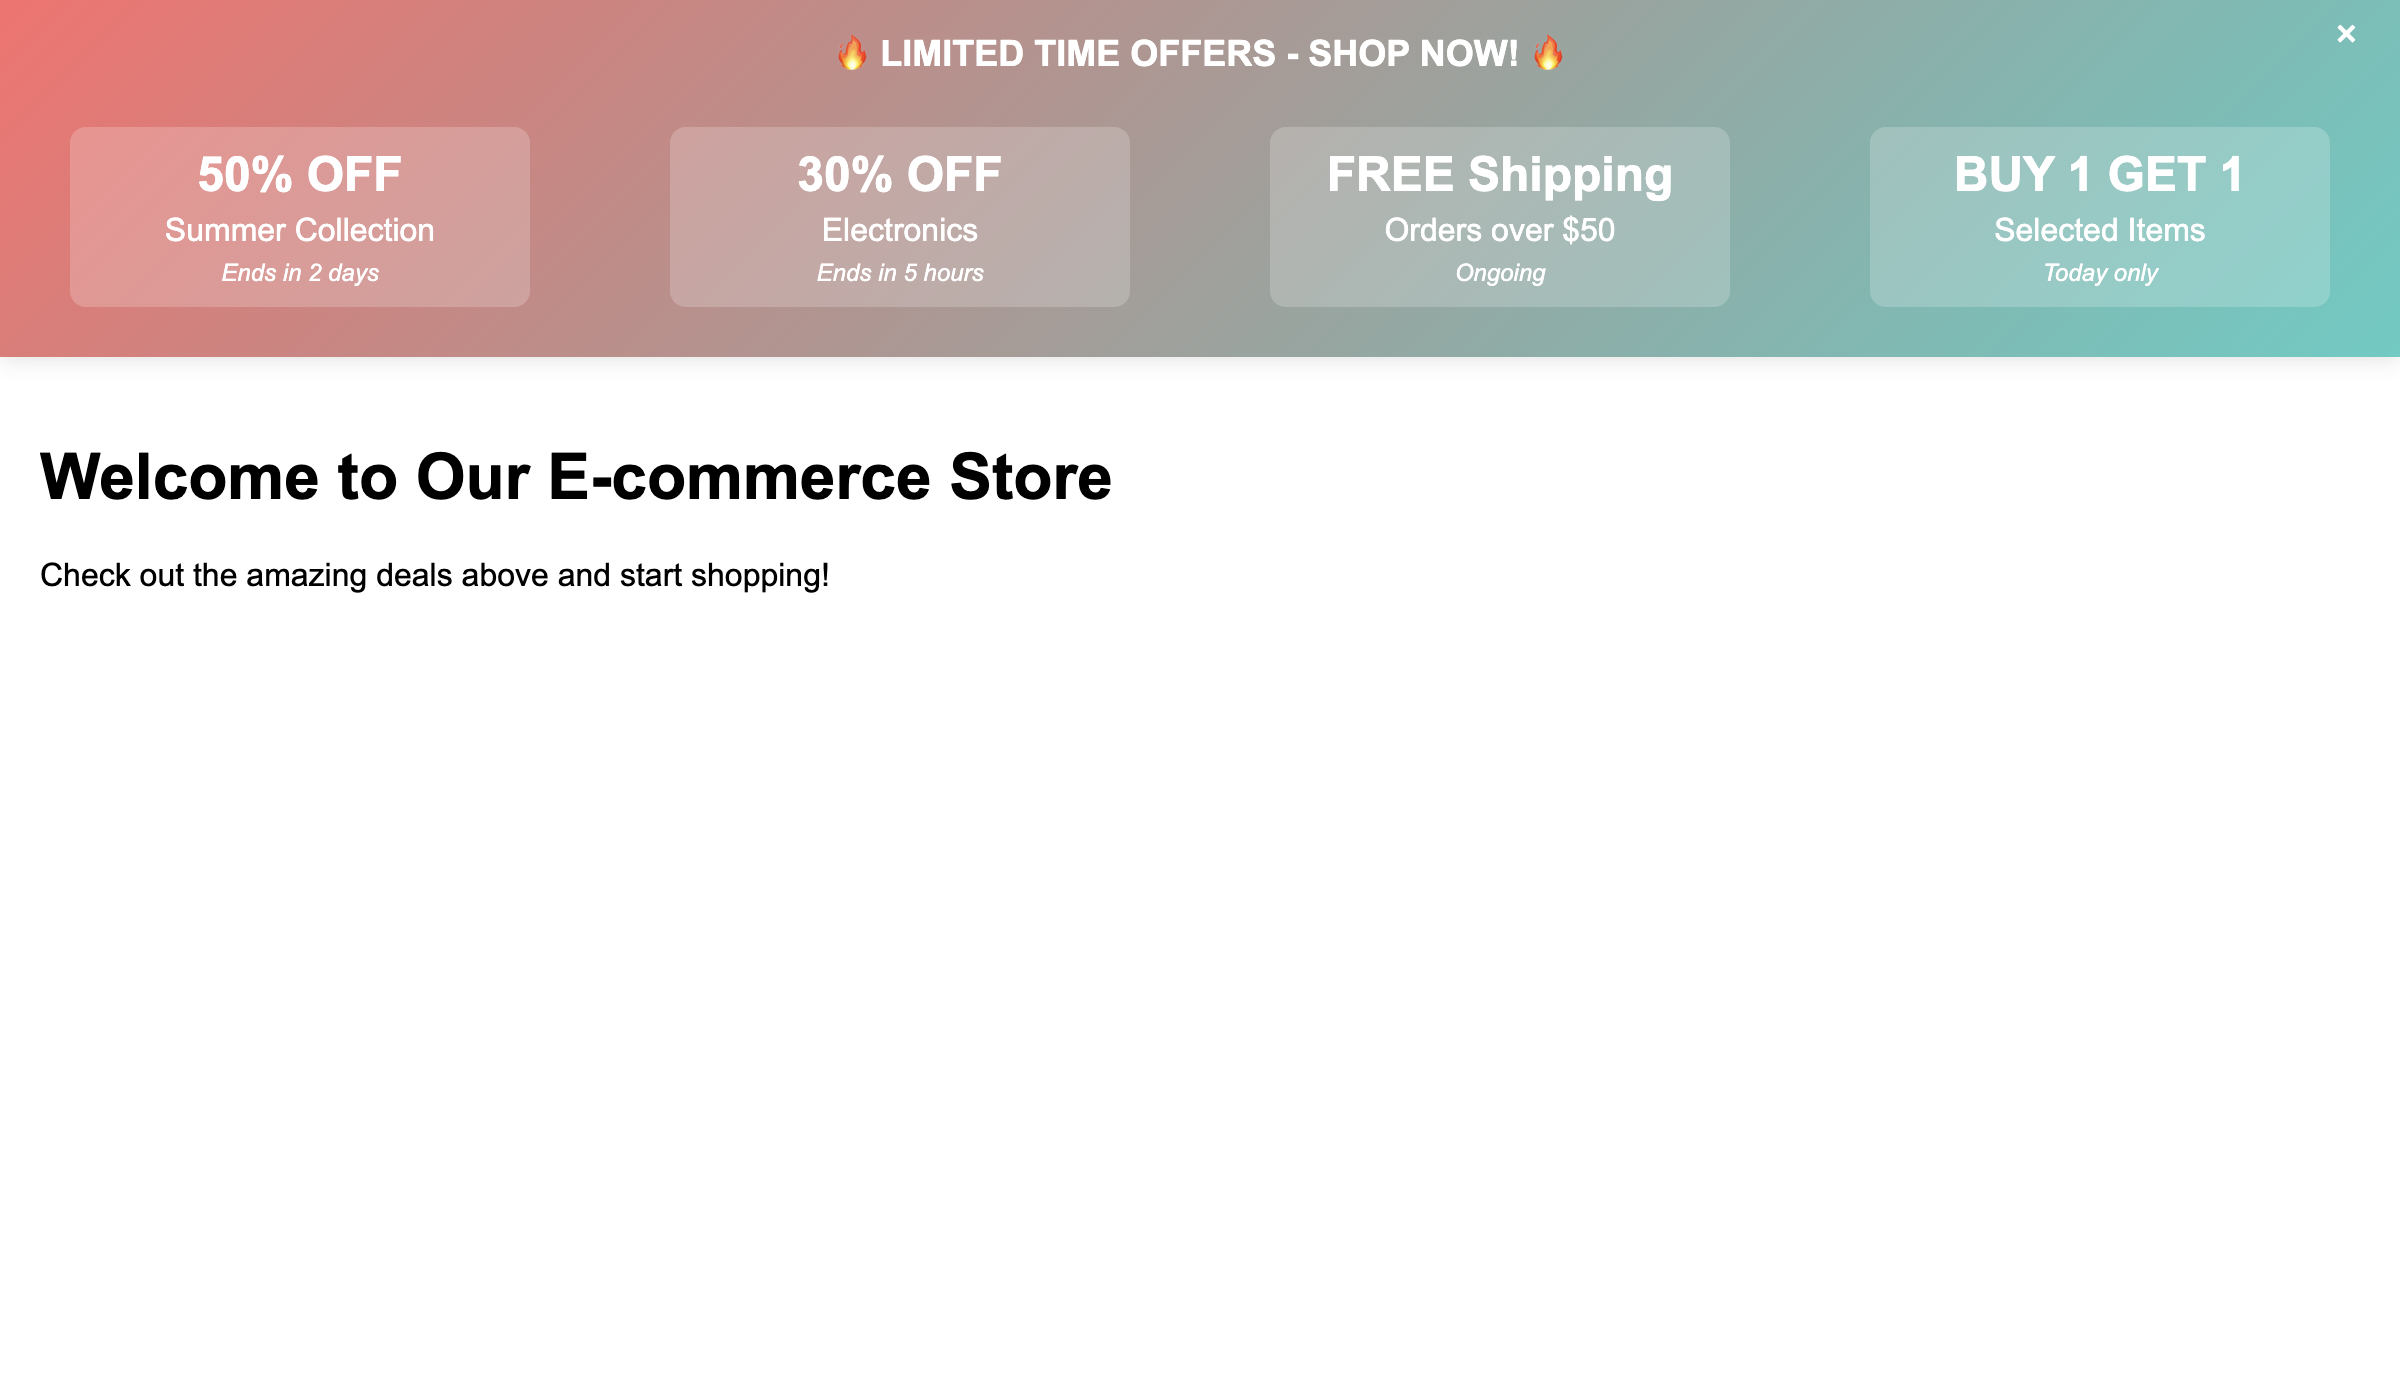 🔥 LIMITED TIME OFFERS - SHOP NOW! 🔥
×
50% OFF
Summer Collection
Ends in 2 days
30% OFF
Electronics
Ends in 5 hours
FREE Shipping
Orders over $50
Ongoing
BUY 1 GET 1
Selected Items
Today only
Welcome to Our E-commerce Store
Check out the amazing deals above and start shopping!